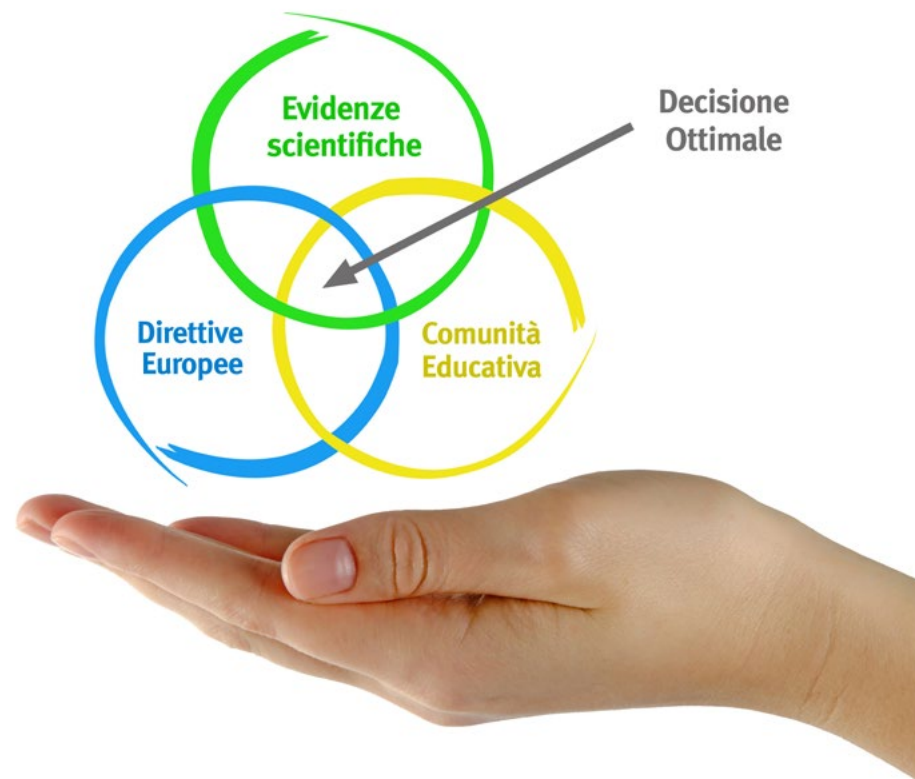 Evidenze
scientifiche
Decisione
Ottimale
Direttive
Europee
Comunità
Educativa